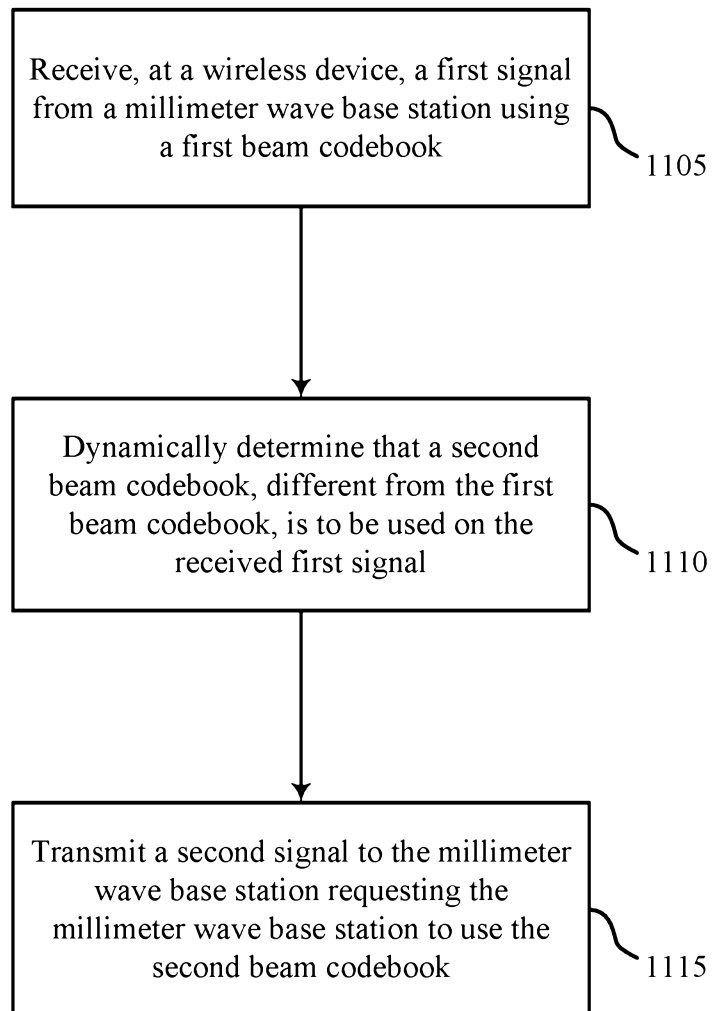 Receive, at a wireless device, a first signal
from a millimeter wave base station using
a first beam codebook
1105
Dynamically determine that a second
beam codebook, different from the first
beam codebook, is to be used on the
received first signal
1110
Transmit a second signal to the millimeter
wave base station requesting the
millimeter wave base station to use the
second beam codebook
1115